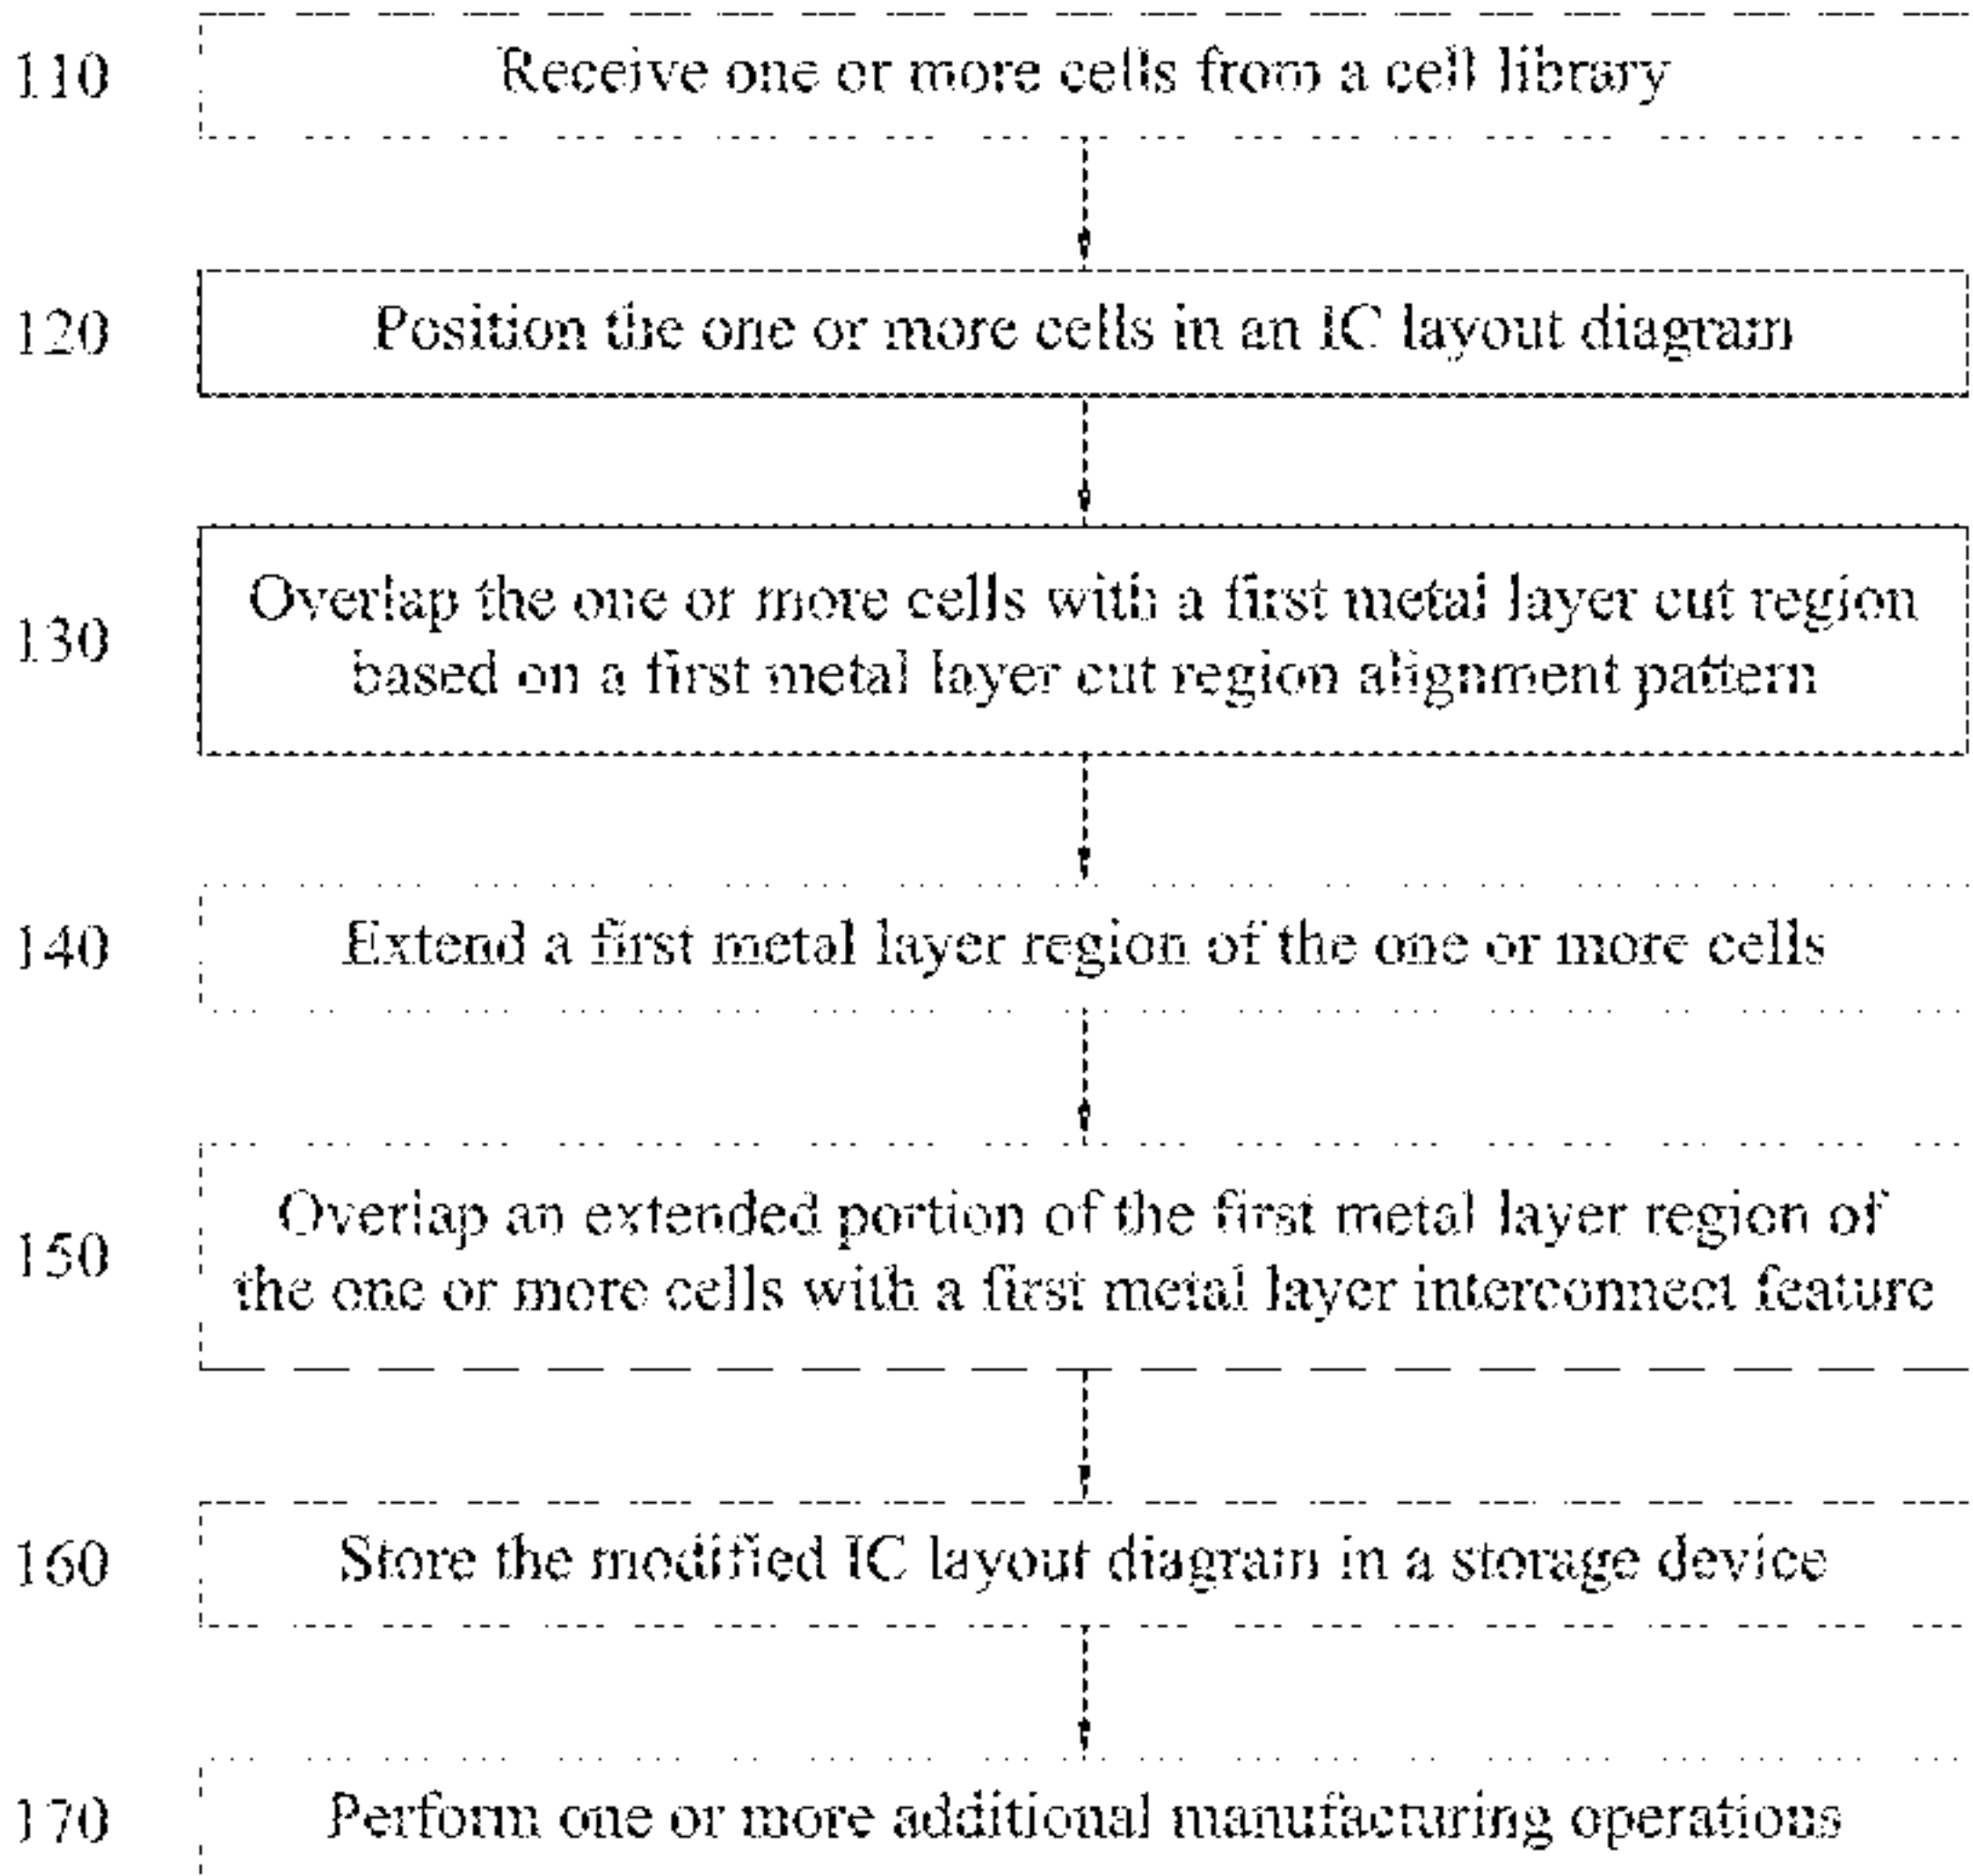 110 Receive one or more cells from a cell library
120 Position the one or more cells in an IC layout diagram
130 Overlap the one or more cells with a first metal layer cut region
based on a first metal layer cut region alignment pattern
140 Extend a first metal layer region of the one or more cells
150 Overlap an extended portion of the first metal layer region of
the one or more cells with a first metal layer interconnect feature
160 Store the modified IC layout diagram in a storage device
170 Perform one or more additional manufacturing operations